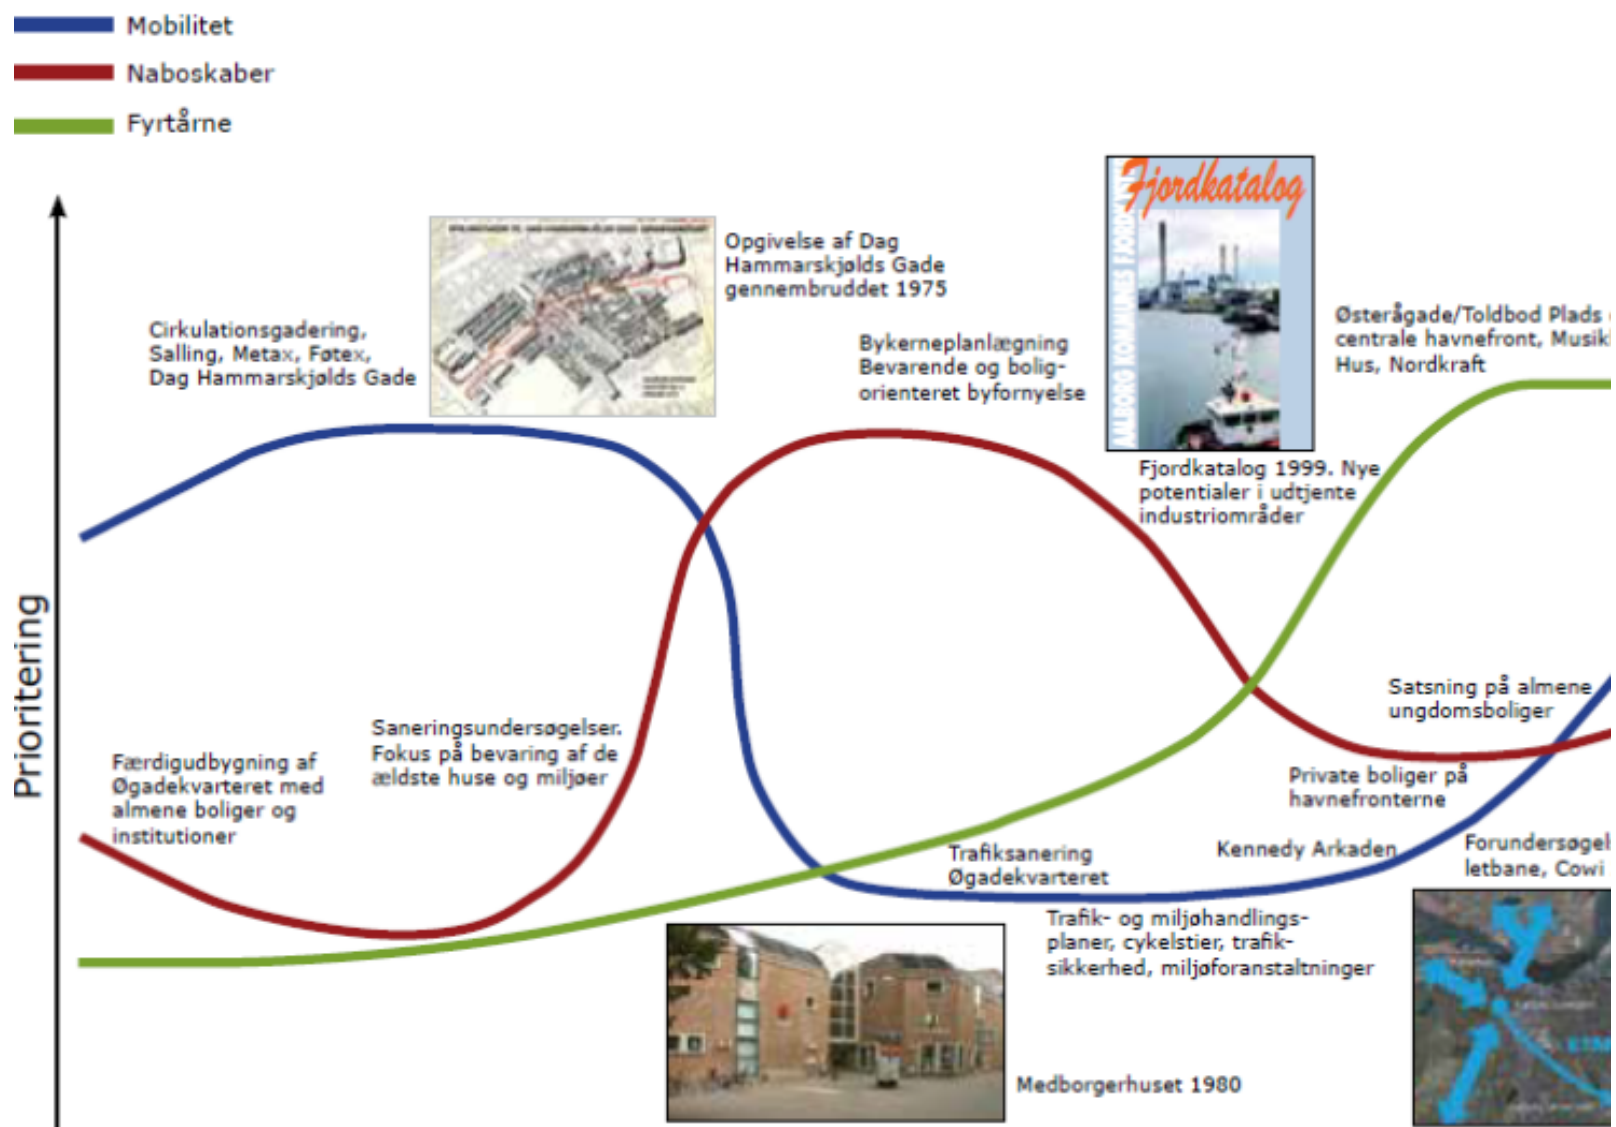 Mobilitet
Naboskaber
Fyrtårne
Prioritering
Cirkulationsgadering,
Salling, Metax, Føtex,
Dag Hammarskjølds Gade
Opgivelse af Dag
Hammarskjølds Gade
gennembruddet 1975
Bykerneplanlægning
Bevarende og bolig-
orienteret byfornyelse
Fjordkatalog
AALBORG KOMMUNES FJORDKYST
Fjordkatalog 1999. Nye
potentialer i udtjente
industriområder
Østerågade/Toldbod Plads
centrale havnefront, Musik
Hus, Nordkraft
Færdigudbygning af
Øgadekvarteret med
almene boliger og
institutioner
Saneringsundersøgelser.
Fokus på bevaring af de
ældste huse og miljøer
Satsning på almene
ungdomsboliger
Private boliger på
havnefronterne
Trafiksanering
Øgadekvarteret
Kennedy Arkaden
Forundersøgels
letbane, Cowi
Trafik- og miljøhandlings-
planer, cykelstier, trafik-
sikkerhed, miljøforanstaltninger
Medborgerhuset 1980